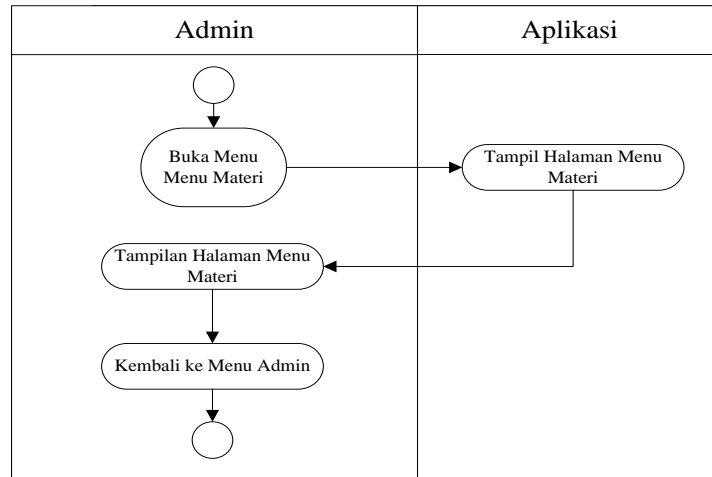 Admin
Aplikasi
Buka Menu
Menu Materi
Tampil Halaman Menu
Materi
Tampilan Halaman Menu
Materi
Kembali ke Menu Admin